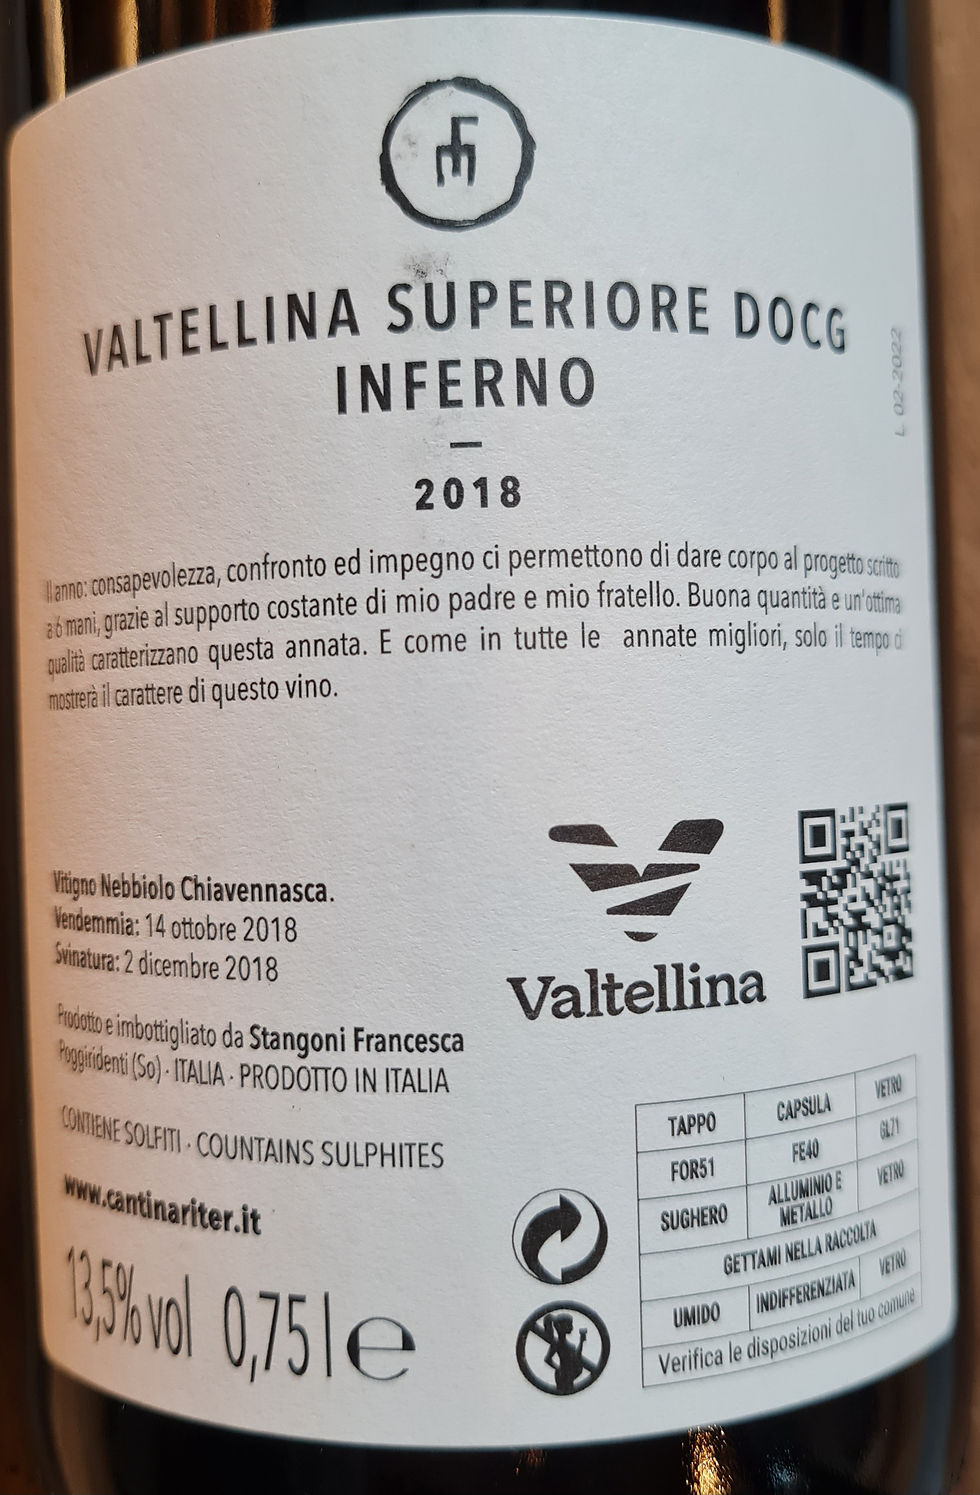 VALTELLINA SUPERIORE DOCG
INFERNO
2018
L 02-2022
II anno: consapevolezza, confronto ed impegno ci permettono di dare corpo al progetto scritto
a 6 mani, grazie al supporto costante di mio padre e mio fratello. Buona quantità e un'ottima
qualità caratterizzano questa annata. E come in tutte le annate migliori, solo il tempo ci
mostrerà il carattere di questo vino.
Vitigno Nebbiolo Chiavennasca.
Vendemmia: 14 ottobre 2018
Svinatura: 2 dicembre 2018
Valtellina
Prodotto e imbottigliato da Stangoni Francesca
Poggiridenti (So) · ITALIA · PRODOTTO IN ITALIA
CONTIENE SOLFITI · COUNTAINS SULPHITES
www.cantinariter.it
13,5% vol 0,75 l e
TAPPO CAPSULA VETRO
FOR51 FE40 GL71
SUGHERO ALLUMINIO E METALLO VETRO
GETTAMI NELLA RACCOLTA
UMIDO INDIFFERENZIATA VETRO
Verifica le disposizioni del tuo comune